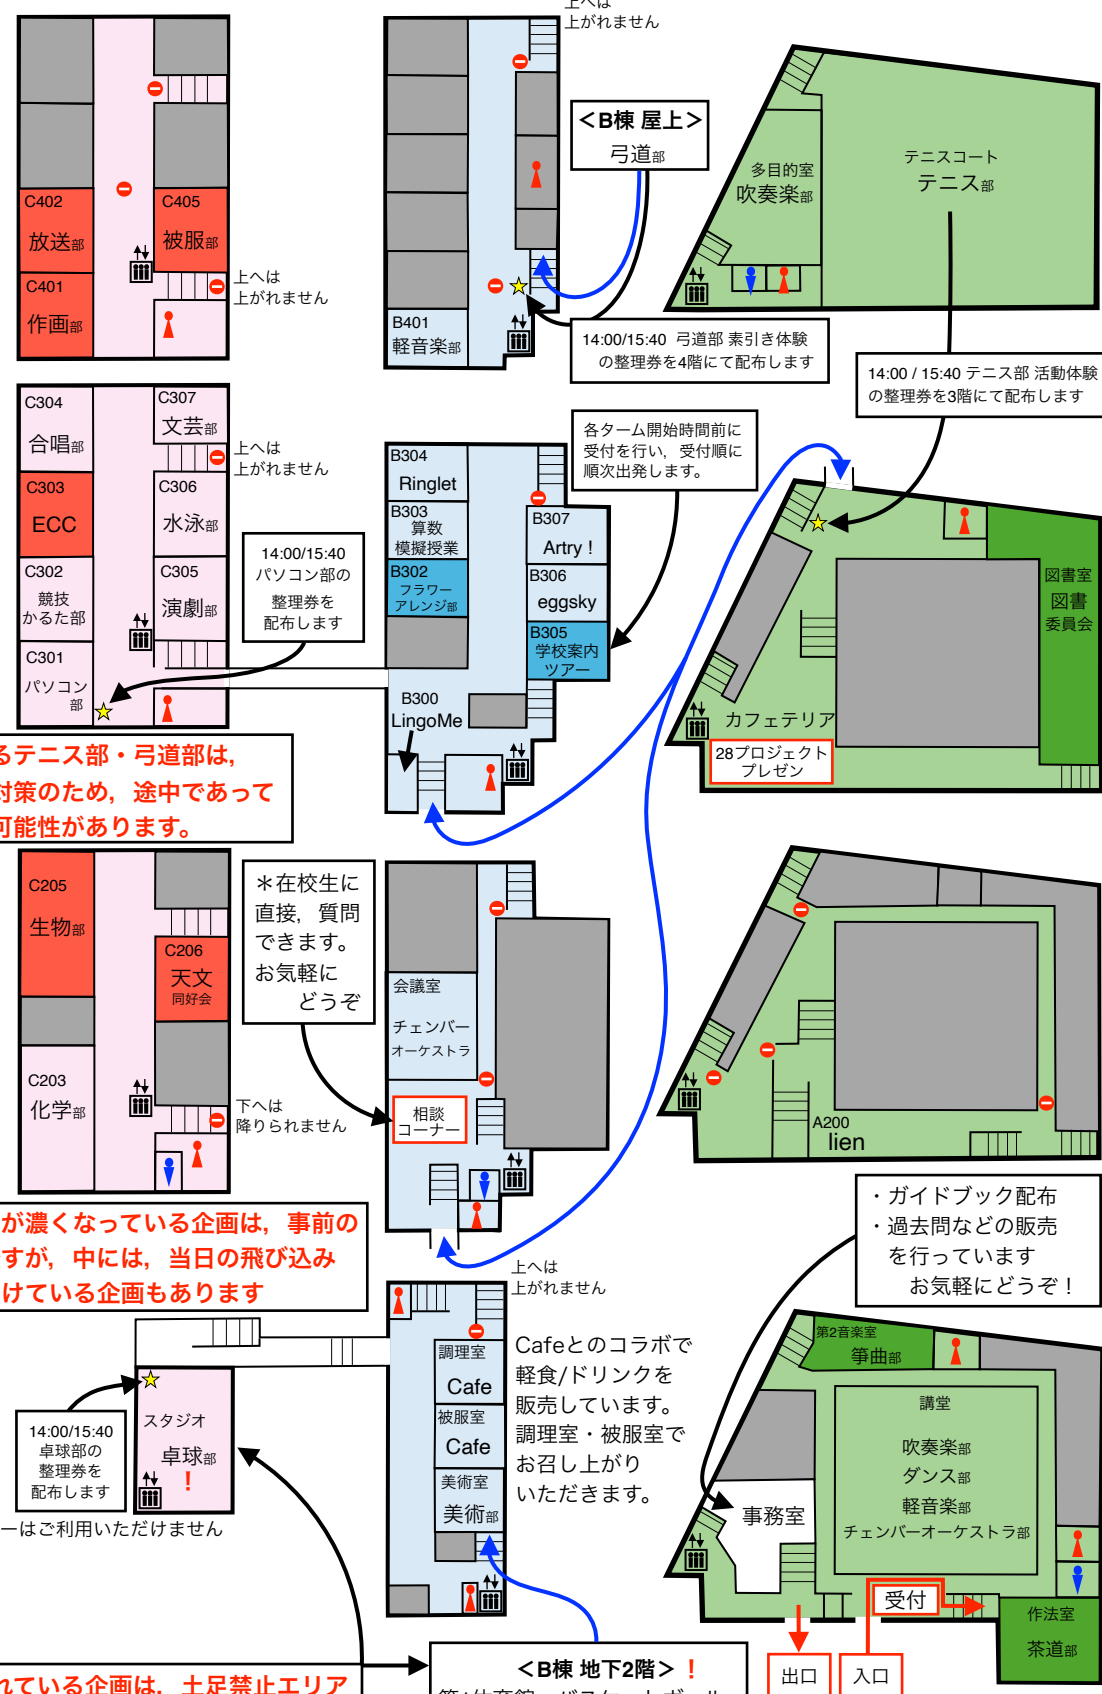 上へは
上がれません
C402
放送部
C405
被服部
C401
作画部
上へは
上がれません
B401
軽音楽部
＜B棟 屋上＞
弓道部
14:00/15:40 弓道部 素引き体験
の整理券を4階にて配布します
多目的室
吹奏楽部
テニスコート
テニス部
14:00 / 15:40 テニス部 活動体験
の整理券を3階にて配布します
C304
合唱部
C307
文芸部
上へは
上がれません
C303
ECC
C306
水泳部
C302
競技
かるた部
C305
演劇部
C301
パソコン
部
14:00/15:40
パソコン部の
整理券を
配布します
B304
Ringlet
B303
算数
模擬授業
B302
フラワー
アレンジ部
B307
Artry !
B306
eggsky
B305
学校案内
ツアー
B300
LingoMe
各ターム開始時間前に
受付を行い，受付順に
順次出発します。
図書室
図書
委員会
カフェテリア
28プロジェクト
プレゼン
るテニス部・弓道部は，
対策のため，途中であって
可能性があります。
C205
生物部
C206
天文
同好会
C203
化学部
下へは
降りられません
＊在校生に
直接，質問
できます。
お気軽に
どうぞ
会議室
チェンバー
オーケストラ
相談
コーナー
A200
lien
が濃くなっている企画は，事前の
すが，中には，当日の飛び込み
けている企画もあります
上へは
上がれません
・ガイドブック配布
・過去問などの販売
を行っています
お気軽にどうぞ！
スタジオ
卓球部
！
14:00/15:40
卓球部の
整理券を
配布します
ーはご利用いただけません
調理室
Cafe
被服室
Cafe
美術室
美術部
Cafeとのコラボで
軽食/ドリンクを
販売しています。
調理室・被服室で
お召し上がり
いただきます。
第2音楽室
箏曲部
講堂
吹奏楽部
ダンス部
軽音楽部
チェンバーオーケストラ部
事務室
受付
作法室
茶道部
出口
入口
れている企画は，土足禁止エリア
＜B棟 地下2階＞！